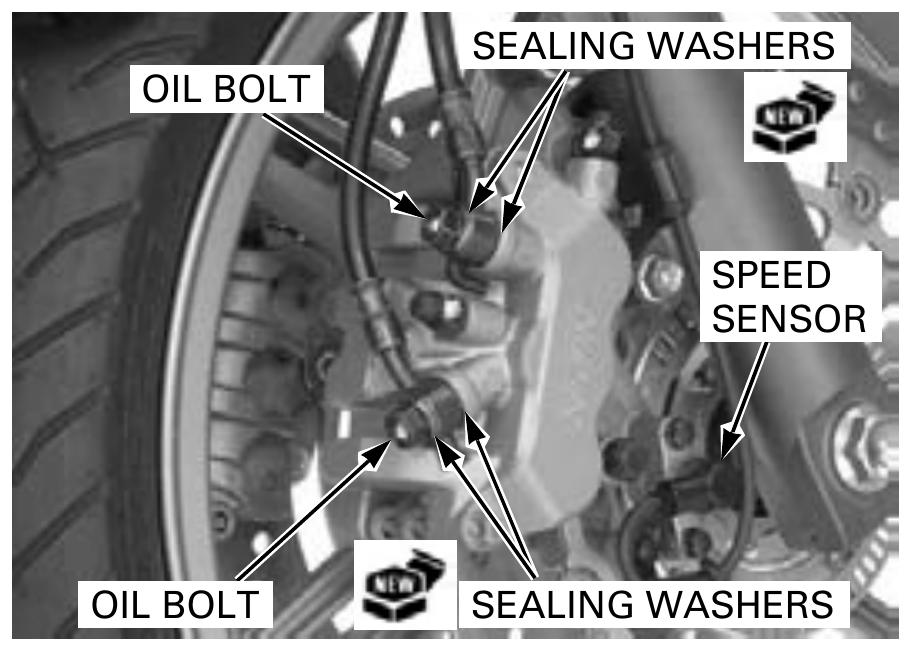 SEALING WASHERS
OIL BOLT
NEW
SPEED
SENSOR
NEW
OIL BOLT
SEALING WASHERS